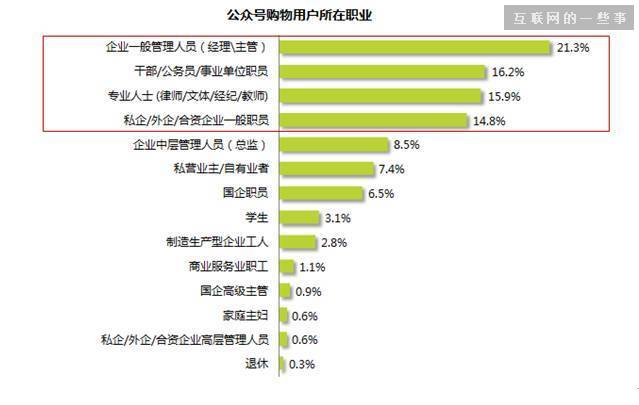 公众号购物用户所在职业
互联网的一些事
企业一般管理人员（经理\主管） 21.3%
干部/公务员/事业单位职员 16.2%
专业人士 (律师/文体/经纪/教师) 15.9%
私企/外企/合资企业一般职员 14.8%
企业中层管理人员（总监） 8.5%
私营业主/自有业者 7.4%
国企职员 6.5%
学生 3.1%
制造生产型企业工人 2.8%
商业服务业职工 1.1%
国企高级主管 0.9%
家庭主妇 0.6%
私企/外企/合资企业高层管理人员 0.6%
退休 0.3%